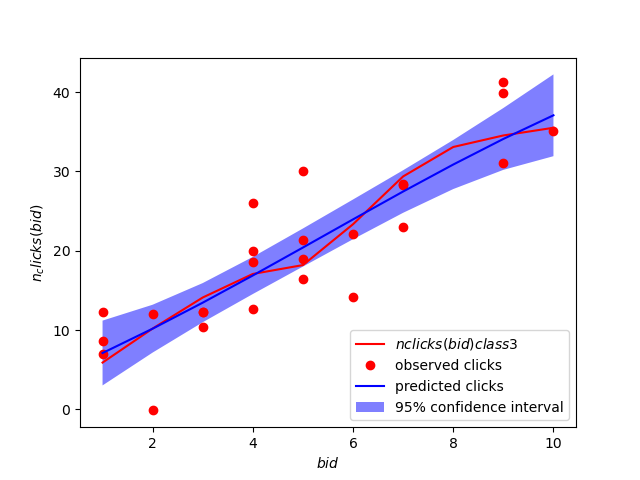 40
30
20
10
0
n_clicks(bid)
nclicks(bid)class3
observed clicks
predicted clicks
95% confidence interval
2 4 6 8 10
bid